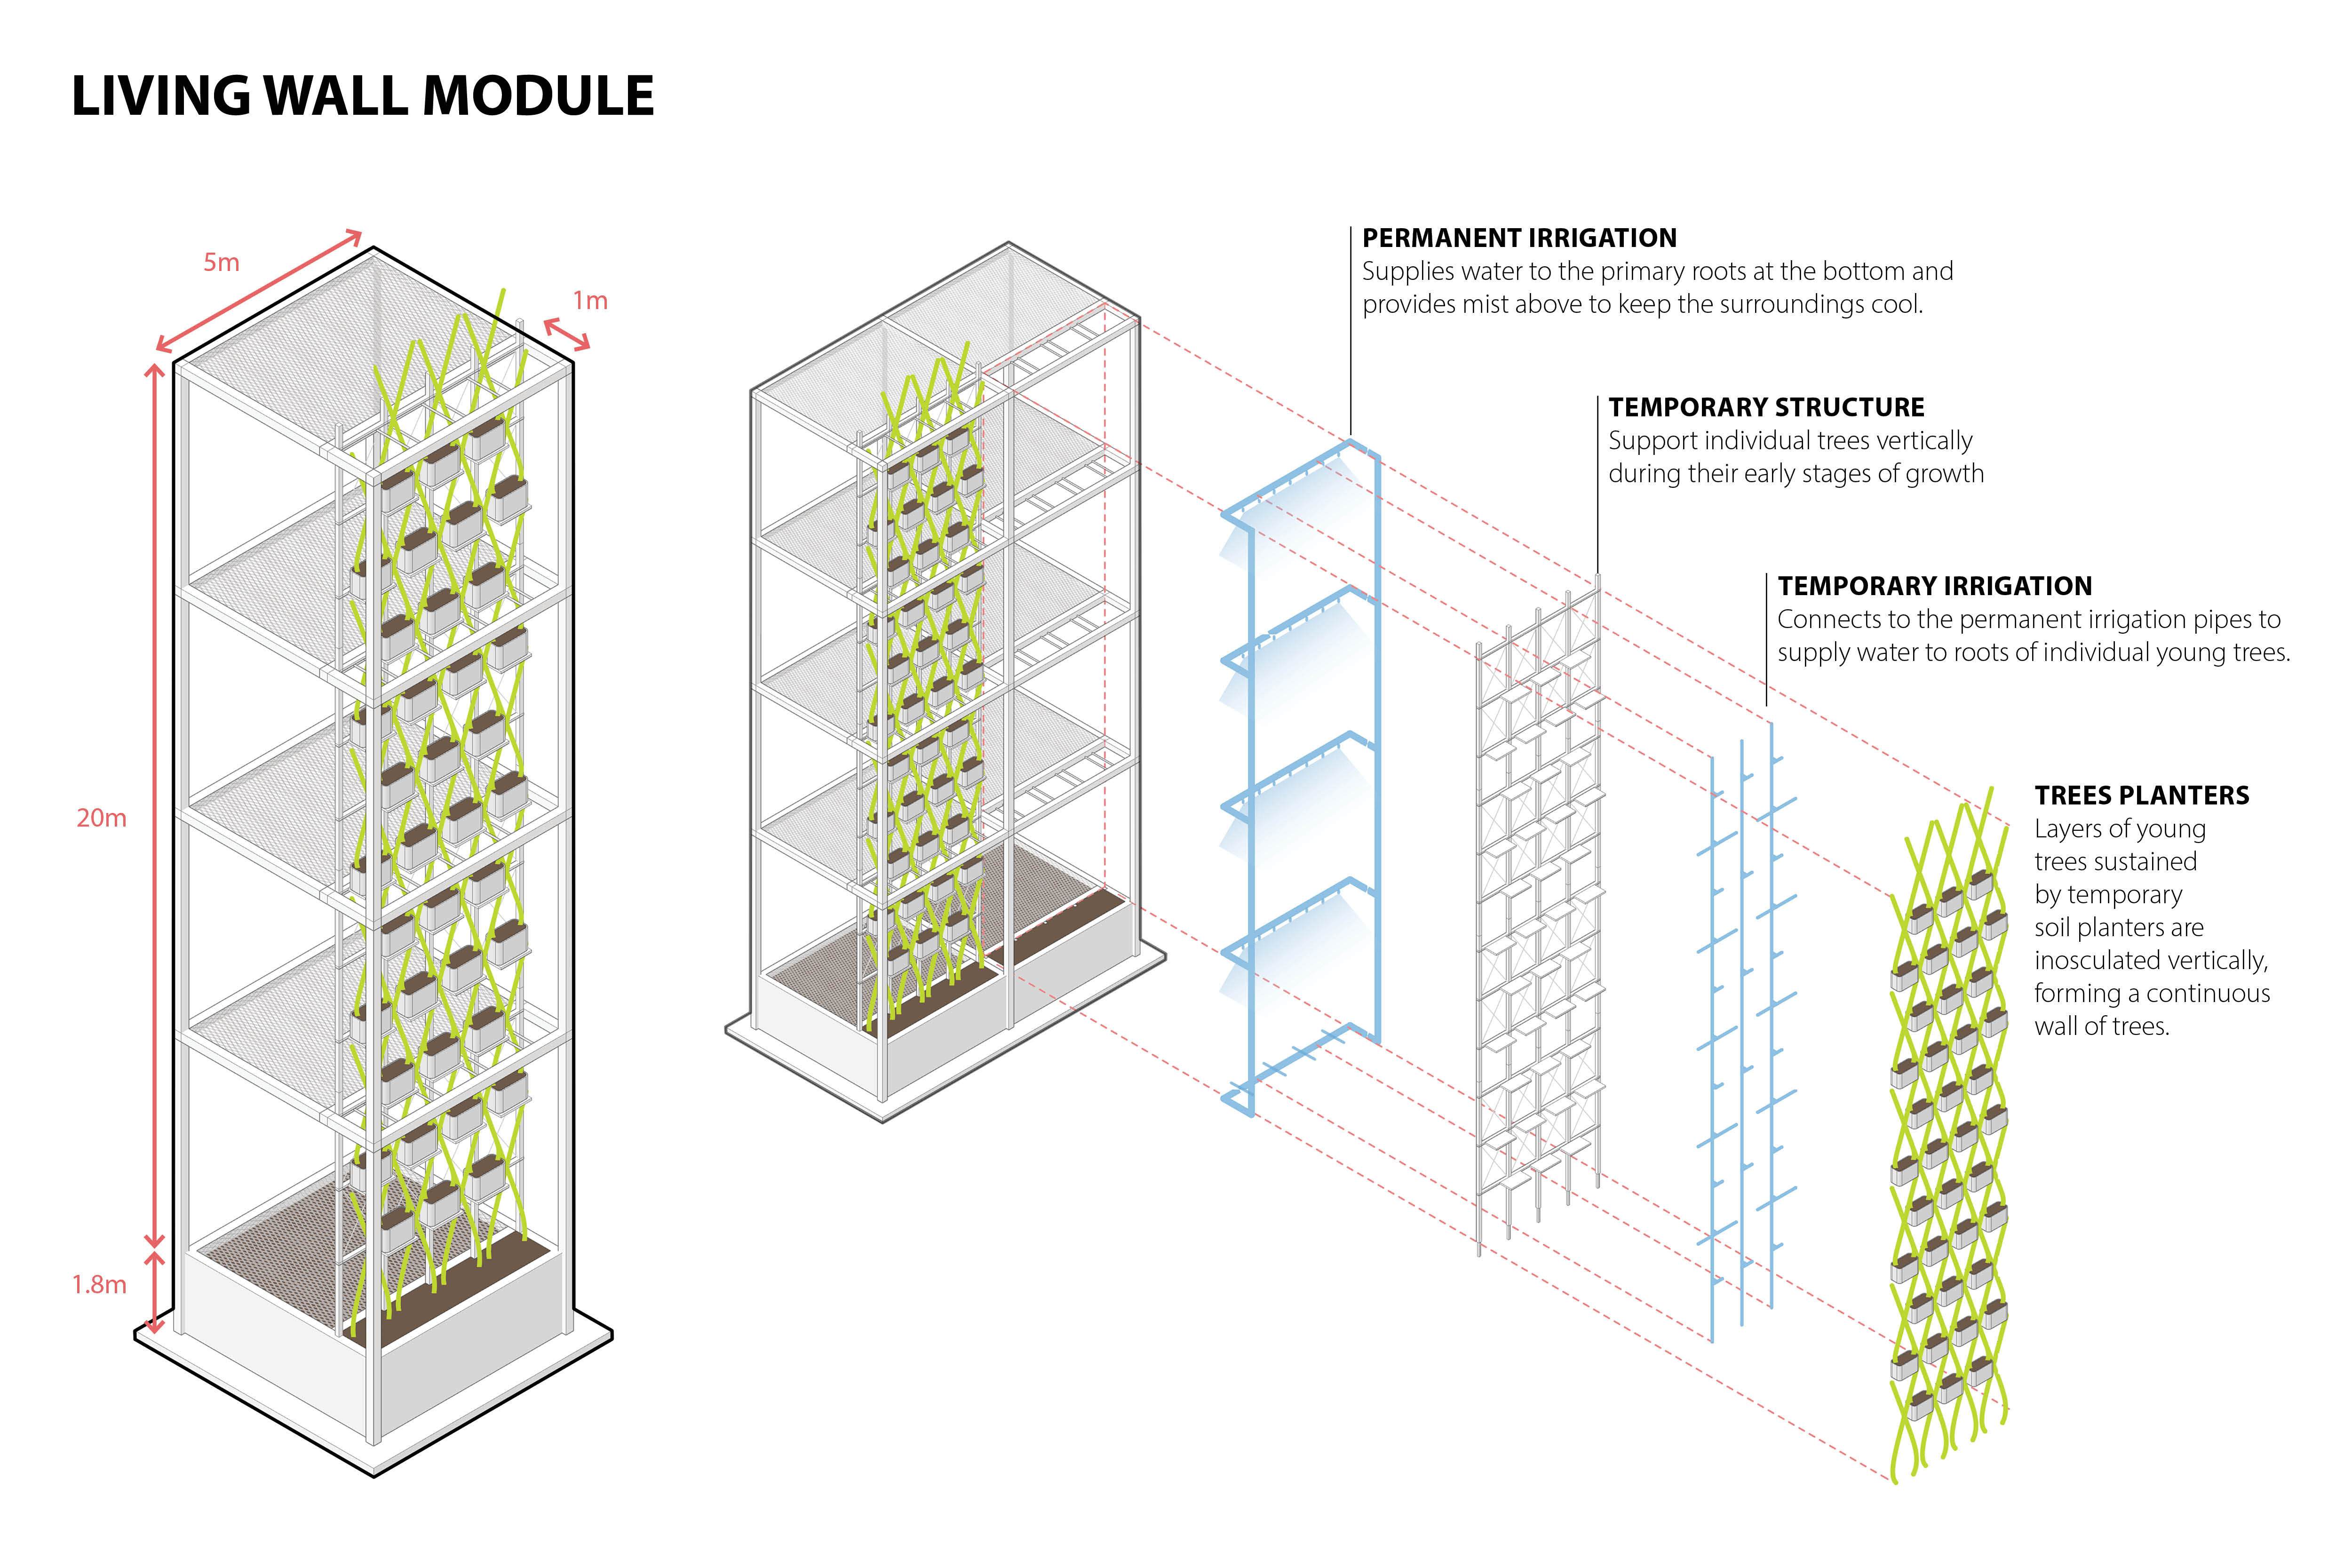 LIVING WALL MODULE
5m
1m
20m
1.8m
PERMANENT IRRIGATION
Supplies water to the primary roots at the bottom and
provides mist above to keep the surroundings cool.
TEMPORARY STRUCTURE
Support individual trees vertically
during their early stages of growth
TEMPORARY IRRIGATION
Connects to the permanent irrigation pipes to
supply water to roots of individual young trees.
TREES PLANTERS
Layers of young
trees sustained
by temporary
soil planters are
inosculated vertically,
forming a continuous
wall of trees.